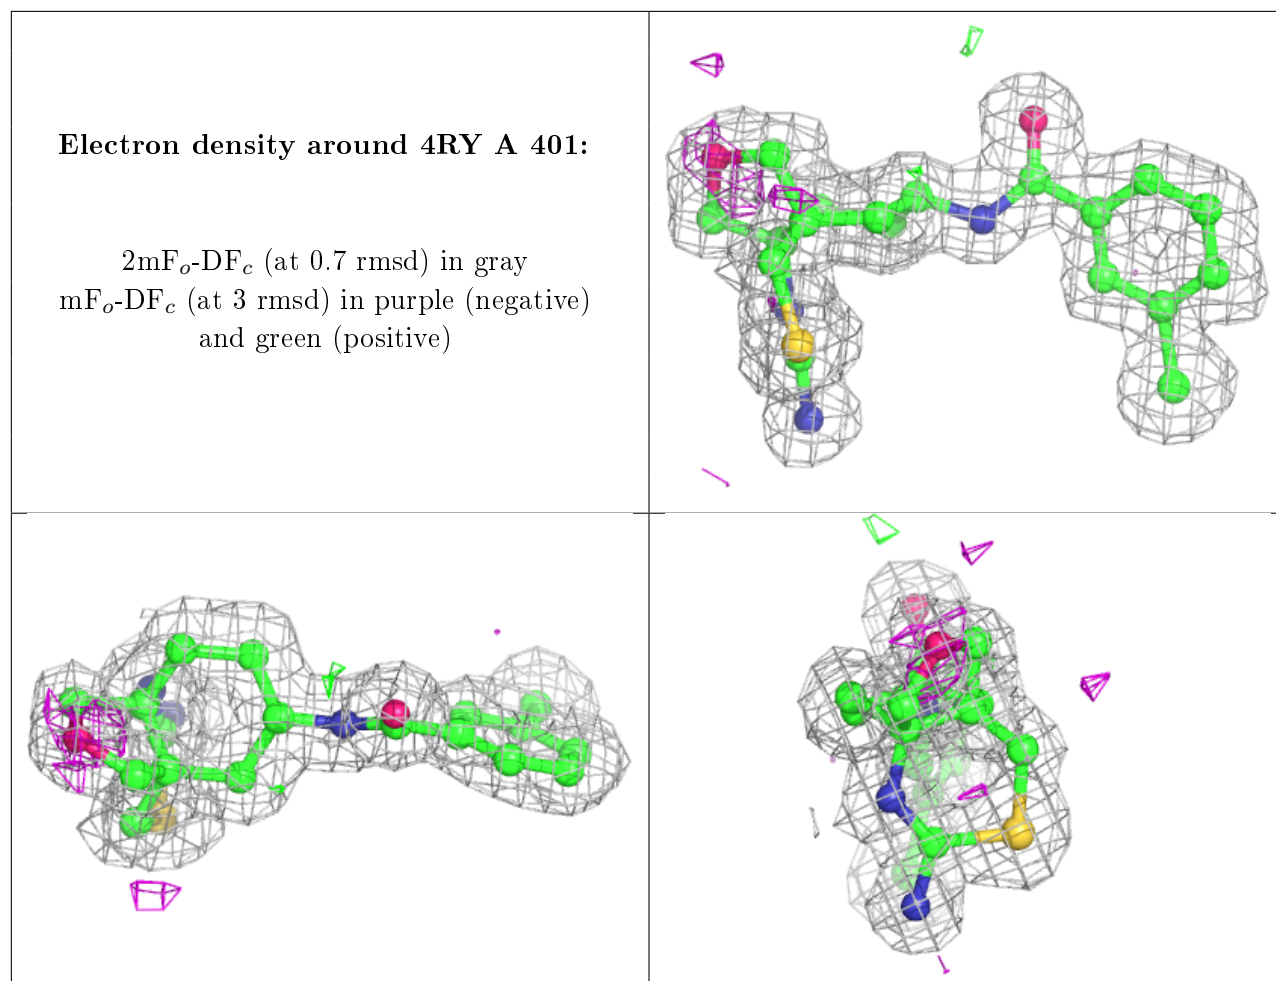 Electron density around 4RY A 401:
2mFo-DFc (at 0.7 rmsd) in gray
mFo-DFc (at 3 rmsd) in purple (negative)
and green (positive)